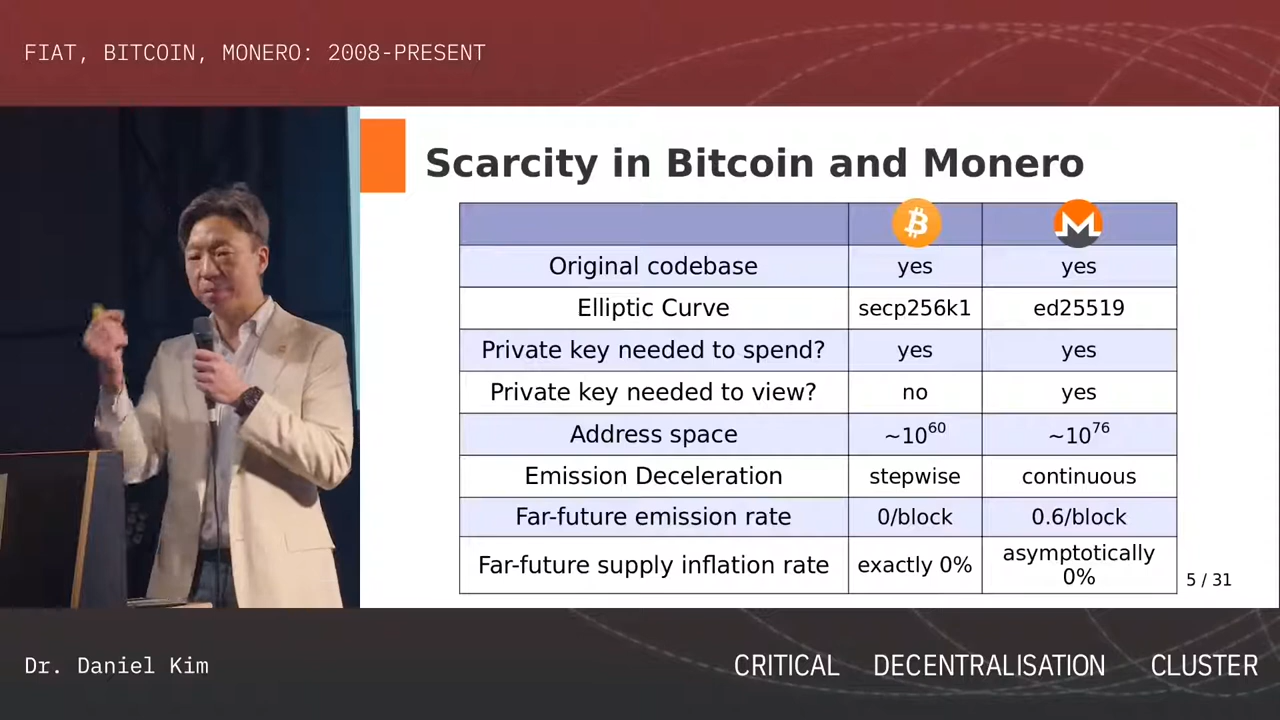 FIAT, BITCOIN, MONERO: 2008-PRESENT
Scarcity in Bitcoin and Monero
Original codebase yes yes
Elliptic Curve secp256k1 ed25519
Private key needed to spend? yes yes
Private key needed to view? no yes
Address space ~10^60 ~10^76
Emission Deceleration stepwise continuous
Far-future emission rate 0/block 0.6/block
Far-future supply inflation rate exactly 0% asymptotically
0%
5 / 31
Dr. Daniel Kim
CRITICAL DECENTRALISATION CLUSTER